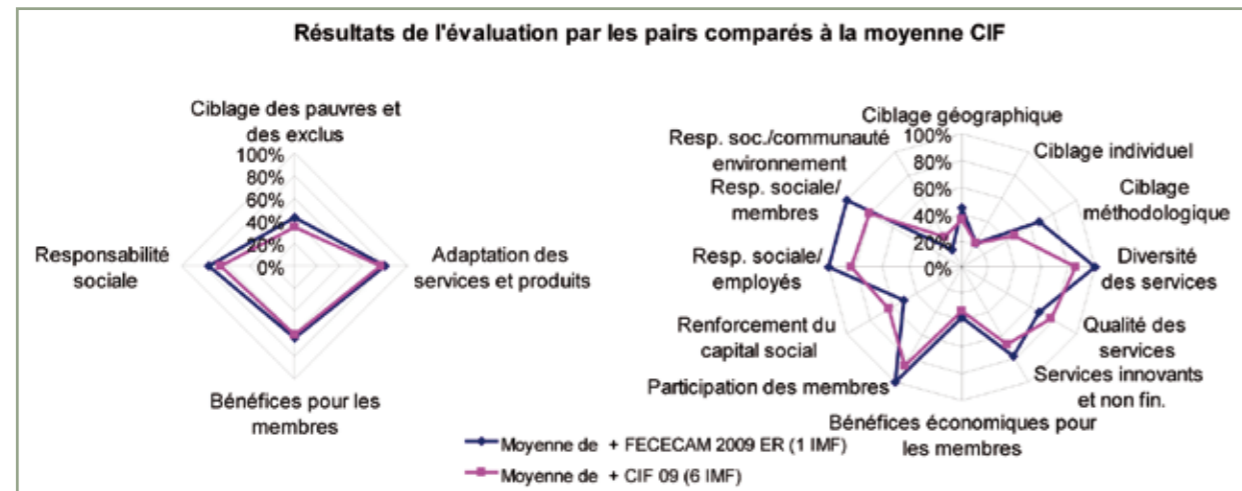 Résultats de l'évaluation par les pairs comparés à la moyenne CIF
Ciblage des pauvres et
des exclus
100%
80%
60%
40%
20%
0%
Responsabilité
sociale
Adaptation des
services et produits
Bénéfices pour les
membres
Ciblage géographique
100%
80%
60%
40%
20%
0%
Ciblage individuel
Ciblage
méthodologique
Diversité
des services
Qualité des
services
Services innovants
et non fin.
Bénéfices économiques pour
les membres
Participation des membres
Renforcement du
capital social
Resp. sociale/
employés
Resp. sociale/
membres
Resp. soc./communauté
environnement
Moyenne de + FECECAM 2009 ER (1 IMF)
Moyenne de + CIF 09 (6 IMF)